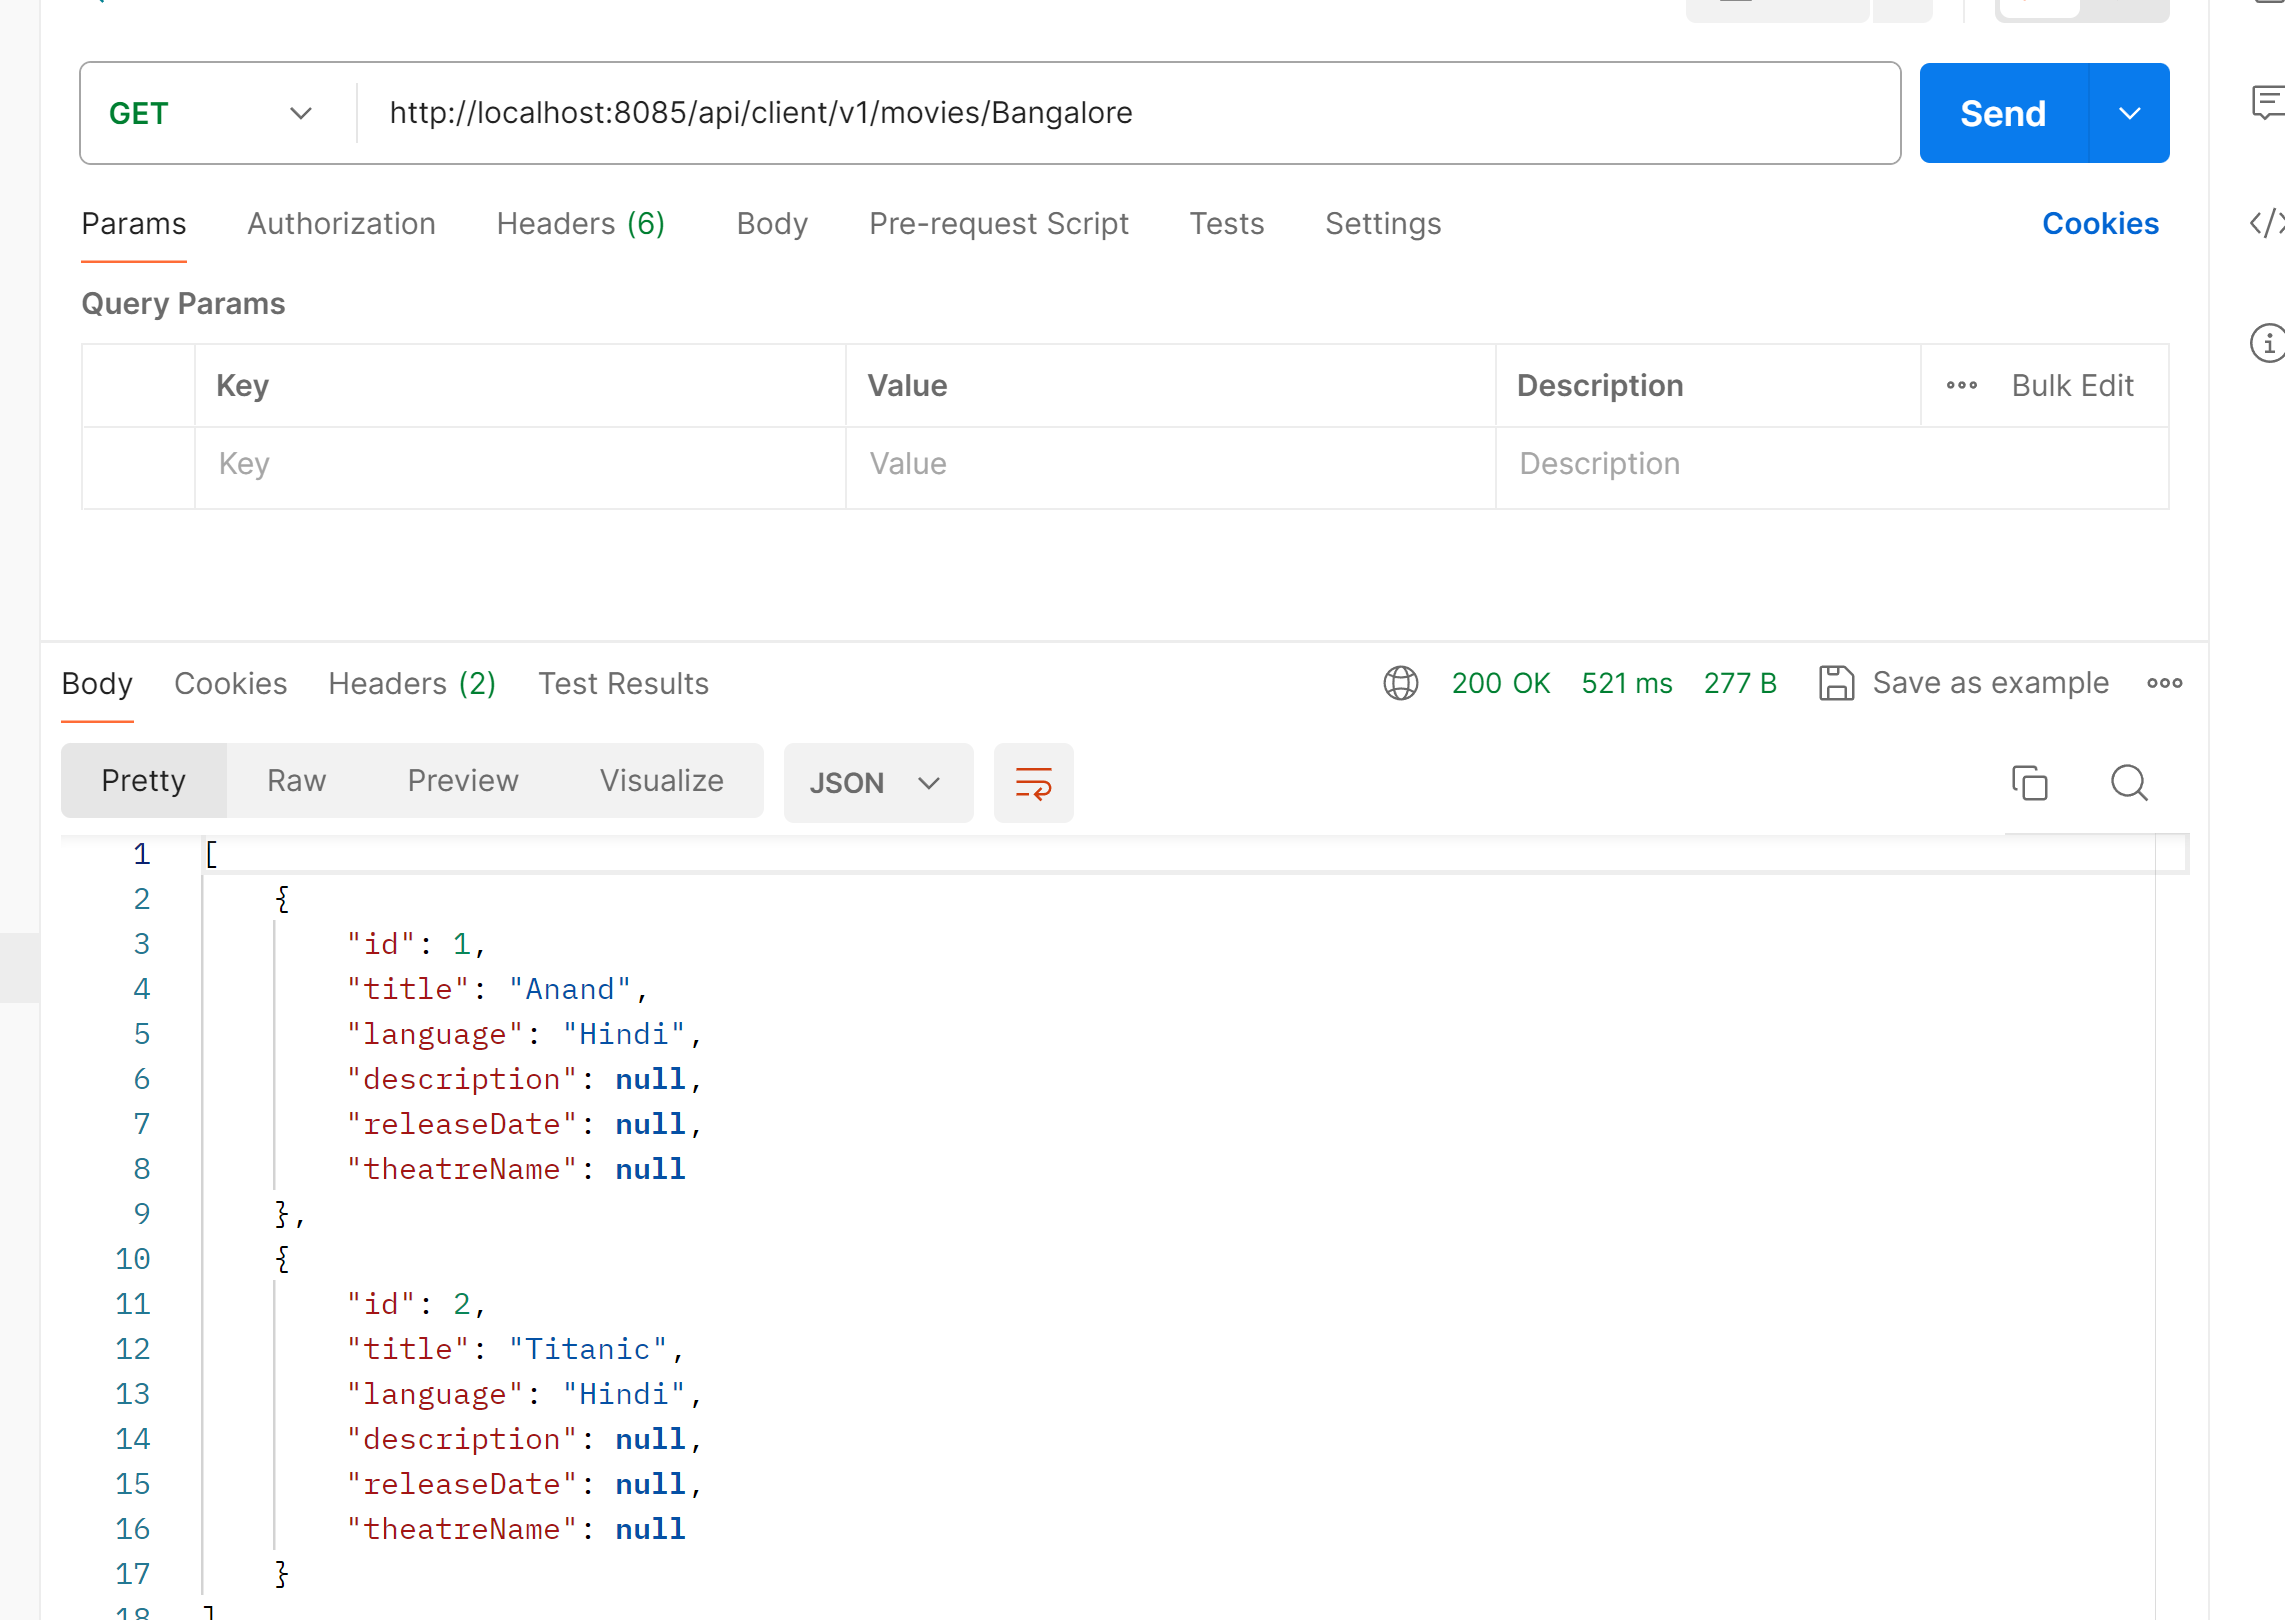 GET http://localhost:8085/api/client/v1/movies/Bangalore Send
Params Authorization Headers (6) Body Pre-request Script Tests Settings Cookies
Query Params
Key Value Description Bulk Edit
Key Value Description
Body Cookies Headers (2) Test Results 200 OK 521 ms 277 B Save as example
Pretty Raw Preview Visualize JSON
1 [
2 {
3 "id": 1,
4 "title": "Anand",
5 "language": "Hindi",
6 "description": null,
7 "releaseDate": null,
8 "theatreName": null
9 },
10 {
11 "id": 2,
12 "title": "Titanic",
13 "language": "Hindi",
14 "description": null,
15 "releaseDate": null,
16 "theatreName": null
17 }
18 ]